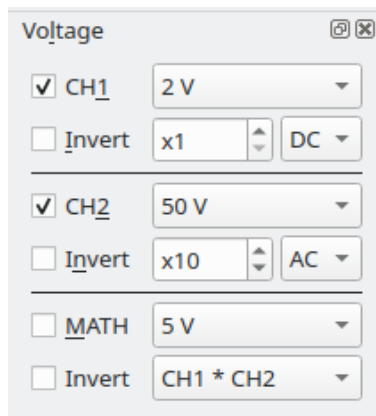 Voltage
CH1 2 V
Invert x1 DC
CH2 50 V
Invert x10 AC
MATH 5 V
Invert CH1 * CH2